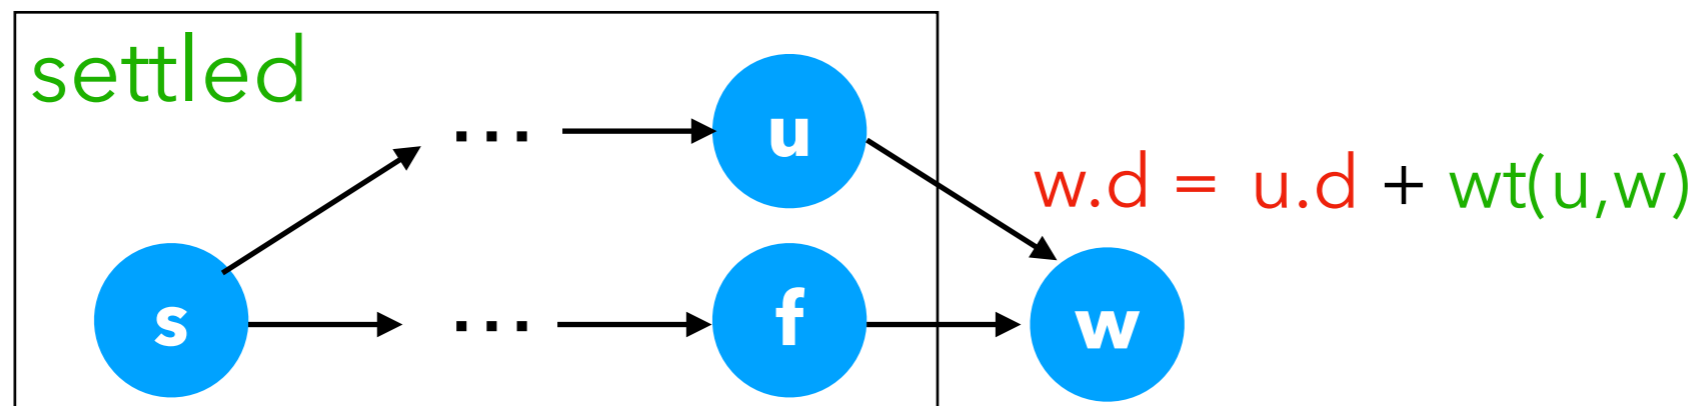 settled
... u
w.d = u.d + wt(u,w)
s ... f w